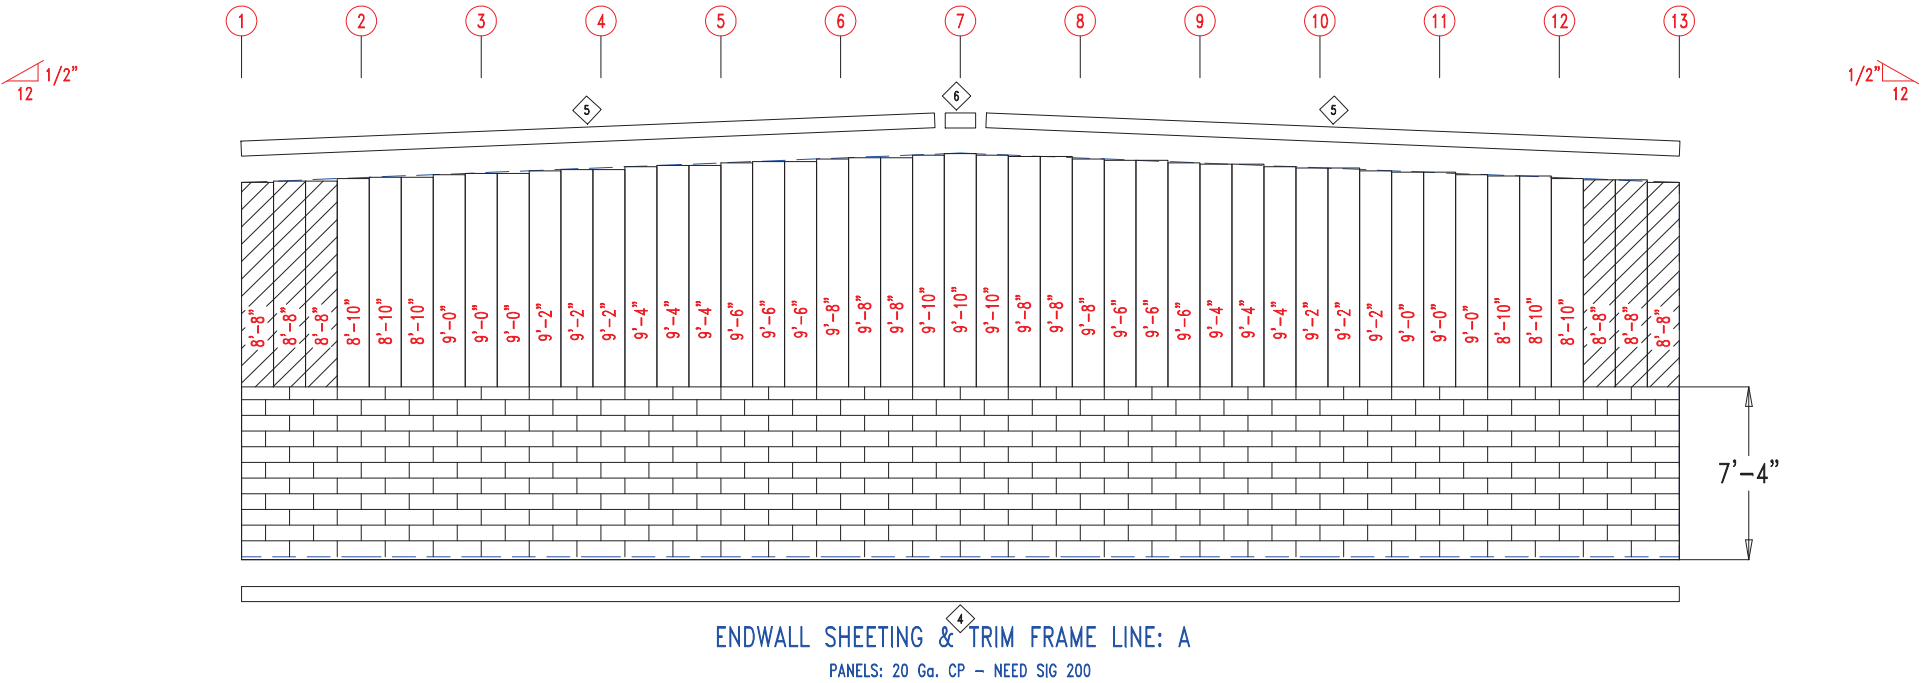 1 2 3 4 5 6 7 8 9 10 11 12 13
1/2" 1/2"
12 12
5 6 5
8'-8" 8'-8" 8'-8" 8'-10" 8'-10" 8'-10" 9'-0" 9'-0" 9'-0" 9'-2" 9'-2" 9'-2" 9'-4" 9'-4" 9'-4" 9'-6" 9'-6" 9'-6" 9'-8" 9'-8" 9'-8" 9'-10" 9'-10" 9'-10" 9'-8" 9'-8" 9'-8" 9'-6" 9'-6" 9'-6" 9'-4" 9'-4" 9'-4" 9'-2" 9'-2" 9'-2" 9'-0" 9'-0" 9'-0" 8'-10" 8'-10" 8'-10" 8'-8" 8'-8" 8'-8"
7'-4"
4
ENDWALL SHEETING & TRIM FRAME LINE: A
PANELS: 20 Ga. CP - NEED SIG 200